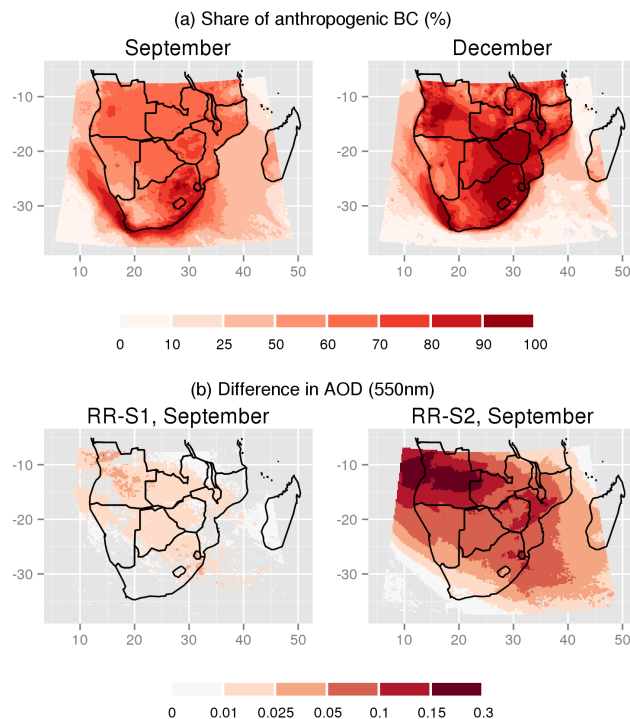 (a) Share of anthropogenic BC (%)
September December
-10 -10
-20 -20
-30 -30
10 20 30 40 50 10 20 30 40 50
0 10 25 50 60 70 80 90 100
(b) Difference in AOD (550nm)
RR-S1, September RR-S2, September
-10 -10
-20 -20
-30 -30
10 20 30 40 50 10 20 30 40 50
0 0.01 0.025 0.05 0.1 0.15 0.3